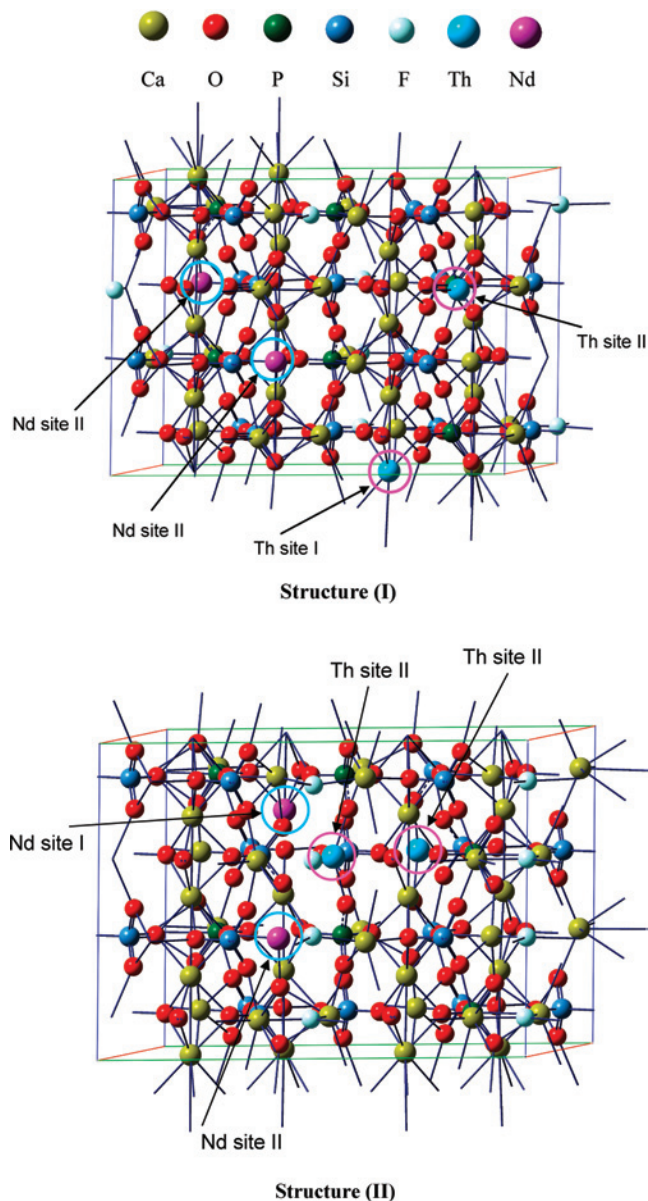 Ca O P Si F Th Nd
Th site II
Nd site II
Nd site II
Th site I
Structure (I)
Th site II
Th site II
Nd site I
Nd site II
Structure (II)